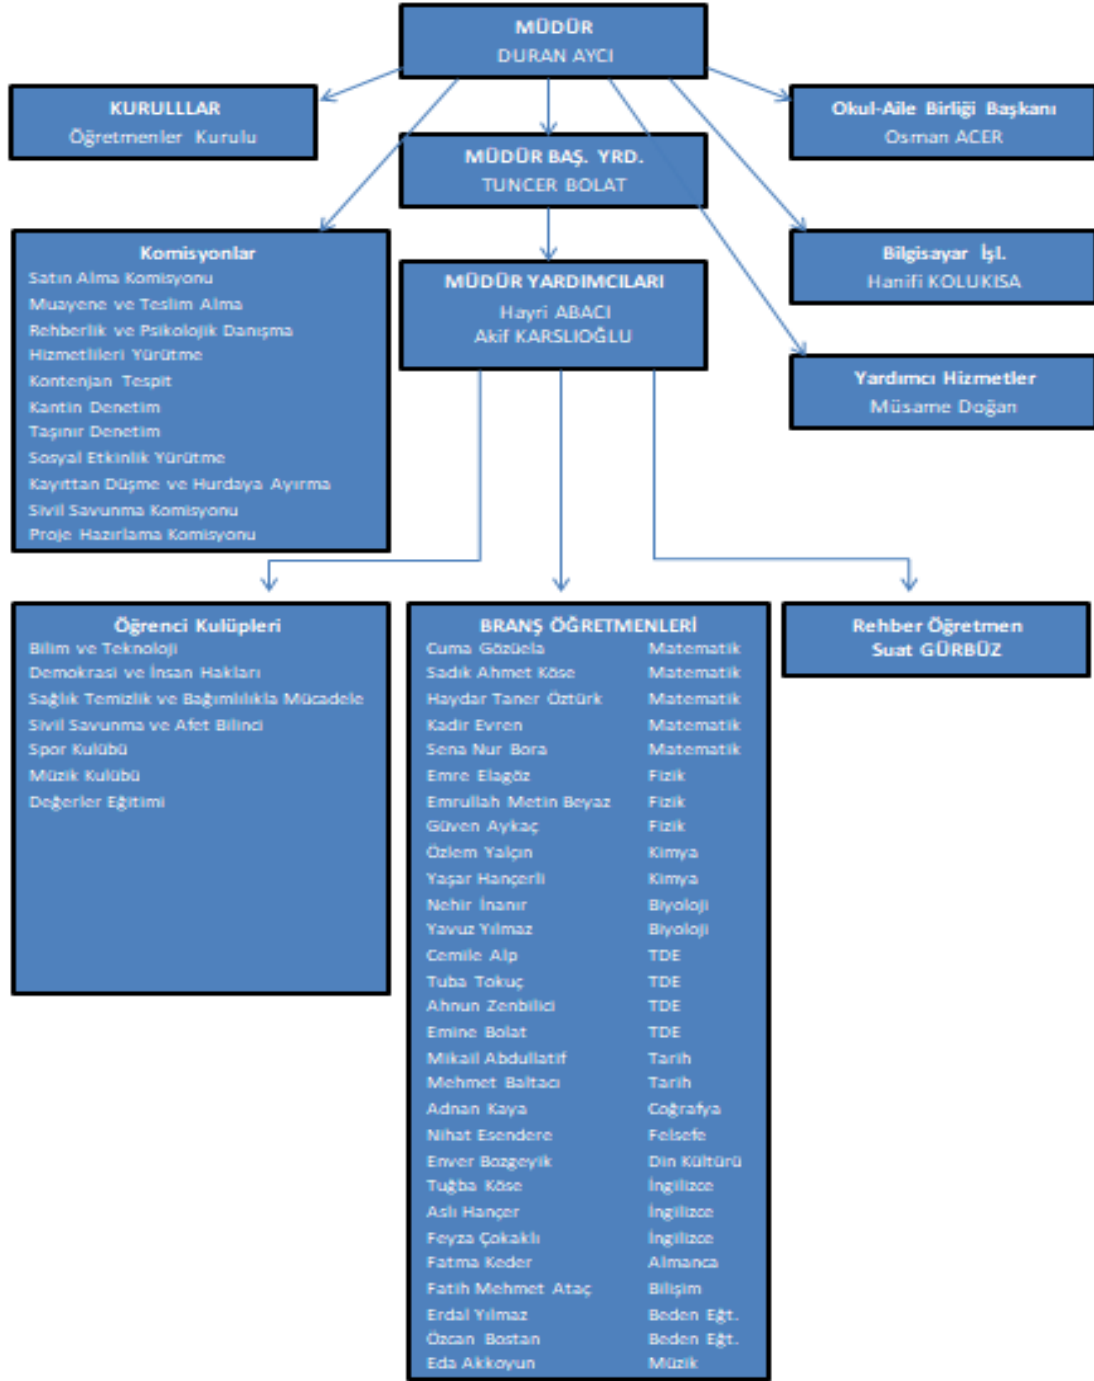 MÜDÜR
DURAN AYCI
KURULLLAR
Öğretmenler Kurulu
Okul-Aile Birliği Başkanı
Osman ACER
MÜDÜR BAŞ. YRD.
TUNCER BOLAT
Komisyonlar
Satın Alma Komisyonu
Muayene ve Teslim Alma
Rehberlik ve Psikolojik Danışma
Hizmetlileri Yürütme
Kontenjan Tespit
Kantin Denetim
Taşınır Denetim
Sosyal Etkinlik Yürütme
Kayıttan Düşme ve Hurdaya Ayırma
Sivil Savunma Komisyonu
Proje Hazırlama Komisyonu
MÜDÜR YARDIMCILARI
Hayri ABACI
Akif KARSLIOĞLU
Bilgisayar İşl.
Hanifi KOLUKISA
Yardımcı Hizmetler
Müsame Doğan
Öğrenci Kulüpleri
Bilim ve Teknoloji
Demokrasi ve İnsan Hakları
Sağlık Temizlik ve Bağımlılıkla Mücadele
Sivil Savunma ve Afet Bilinci
Spor Kulübü
Müzik Kulübü
Değerler Eğitimi
BRANŞ ÖĞRETMENLERİ
Cuma Gözüela Matematik
Sadık Ahmet Köse Matematik
Haydar Taner Öztürk Matematik
Kadir Evren Matematik
Sena Nur Bora Matematik
Emre Elagöz Fizik
Emrullah Metin Beyaz Fizik
Güven Aykaç Fizik
Özlem Yalçın Kimya
Yaşar Hançerli Kimya
Nehir İnanır Biyoloji
Yavuz Yılmaz Biyoloji
Cemile Alp TDE
Tuba Tokuç TDE
Ahnun Zenbilici TDE
Emine Bolat TDE
Mikail Abdullatif Tarih
Mehmet Baltacı Tarih
Adnan Kaya Coğrafya
Nihat Esendere Felsefe
Enver Bozgeyik Din Kültürü
Tuğba Köse İngilizce
Aslı Hançer İngilizce
Feyza Çokaklı İngilizce
Fatma Keder Almanca
Fatih Mehmet Ataç Bilişim
Erdal Yılmaz Beden Eğt.
Özcan Bostan Beden Eğt.
Eda Akkoyun Müzik
Rehber Öğretmen
Suat GÜRBÜZ